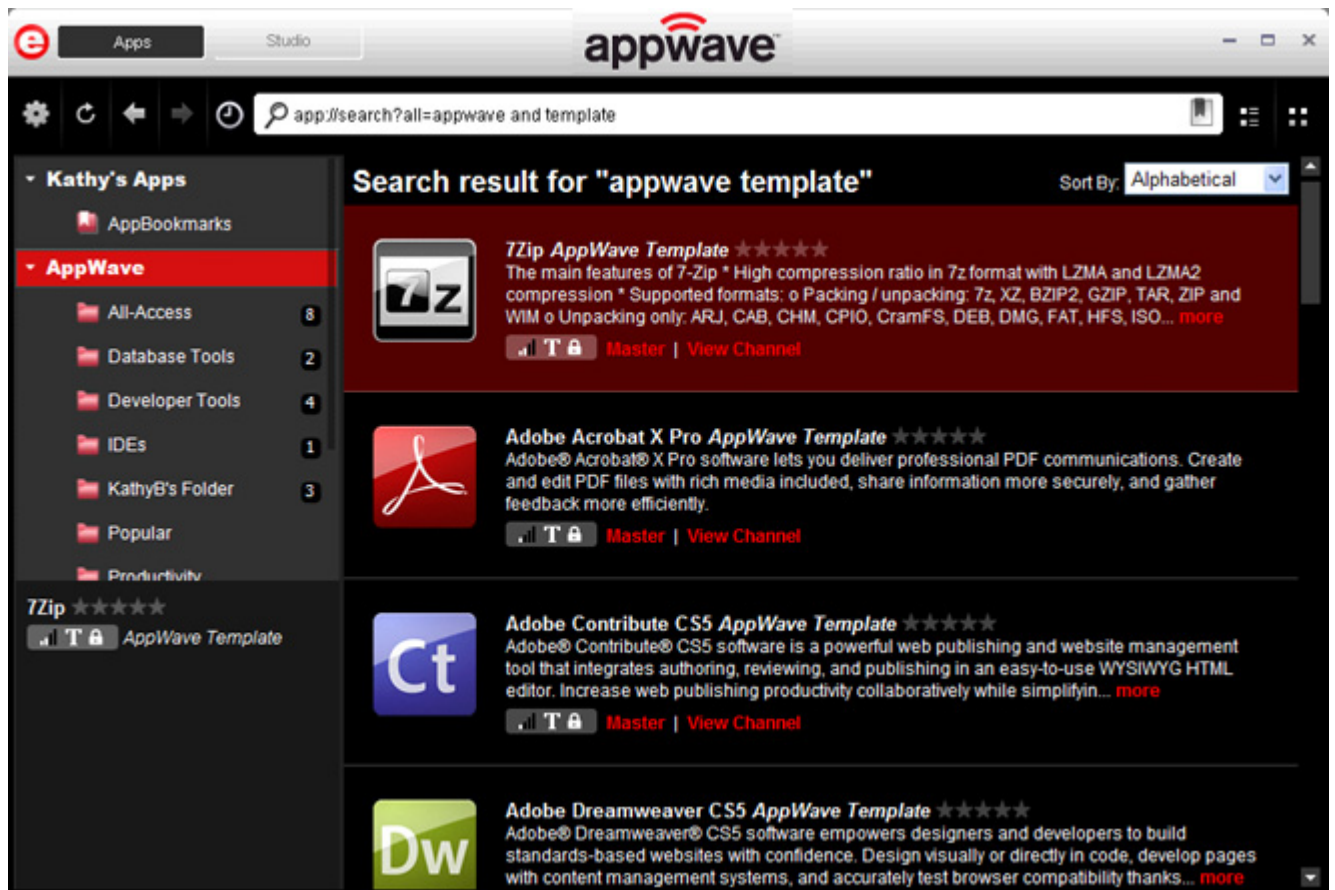 e
Apps
Studio
appwave™
app://search?all=appwave and template
Kathy's Apps
AppBookmarks
AppWave
All-Access 8
Database Tools 2
Developer Tools 4
IDEs 1
KathyB's Folder 3
Popular
Productivity
7Zip
T AppWave Template
Search result for "appwave template"
Sort By: Alphabetical
7z
7Zip AppWave Template
The main features of 7-Zip * High compression ratio in 7z format with LZMA and LZMA2
compression * Supported formats: o Packing / unpacking: 7z, XZ, BZIP2, GZIP, TAR, ZIP and
WIM o Unpacking only: ARJ, CAB, CHM, CPIO, CramFS, DEB, DMG, FAT, HFS, ISO... more
T Master | View Channel
Adobe Acrobat X Pro AppWave Template
Adobe® Acrobat® X Pro software lets you deliver professional PDF communications. Create
and edit PDF files with rich media included, share information more securely, and gather
feedback more efficiently.
T Master | View Channel
Ct
Adobe Contribute CS5 AppWave Template
Adobe® Contribute® CS5 software is a powerful web publishing and website management
tool that integrates authoring, reviewing, and publishing in an easy-to-use WYSIWYG HTML
editor. Increase web publishing productivity collaboratively while simplifyin... more
T Master | View Channel
Dw
Adobe Dreamweaver CS5 AppWave Template
Adobe® Dreamweaver® CS5 software empowers designers and developers to build
standards-based websites with confidence. Design visually or directly in code, develop pages
with content management systems, and accurately test browser compatibility thanks... more